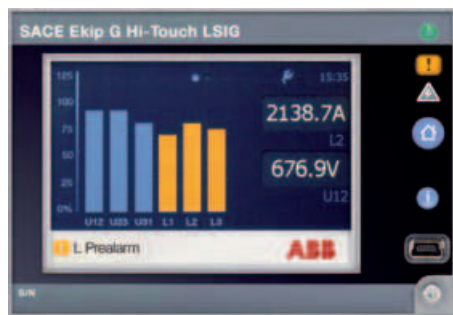 SACE Ekip G Hi-Touch LSIG
125
15:35
100
2138.7A
75
L2
50
676.9V
25
U12
0%
U12 U23 U31 L1 L2 L3
! L Prealarm
ABB
S/N